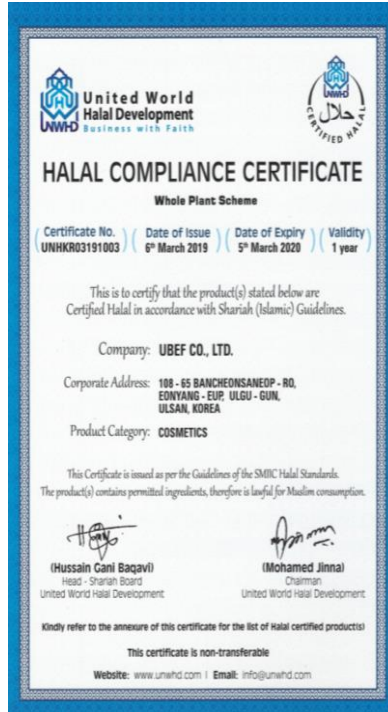 United World
Halal Development
Business with Faith
UNWHD
UNWHD
حلال
CERTIFIED HALAL
HALAL COMPLIANCE CERTIFICATE
Whole Plant Scheme
Certificate No.
UNHKR03191003
Date of Issue
6th March 2019
Date of Expiry
5th March 2020
Validity
1 year
This is to certify that the product(s) stated below are
Certified Halal in accordance with Shariah (Islamic) Guidelines.
Company: UBEF CO., LTD.
Corporate Address: 108 - 65 BANCHEONSANEOP - RO,
EONYANG - EUP, ULGU - GUN,
ULSAN, KOREA
Product Category: COSMETICS
This Certificate is issued as per the Guidelines of the SMIIC Halal Standards.
The product(s) contains permitted ingredients, therefore is lawful for Muslim consumption.
(Hussain Gani Baqavi)
Head - Shariah Board
United World Halal Development
(Mohamed Jinna)
Chairman
United World Halal Development
Kindly refer to the annexure of this certificate for the list of Halal certified product(s)
This certificate is non-transferable
Website: www.unwhd.com | Email: info@unwhd.com